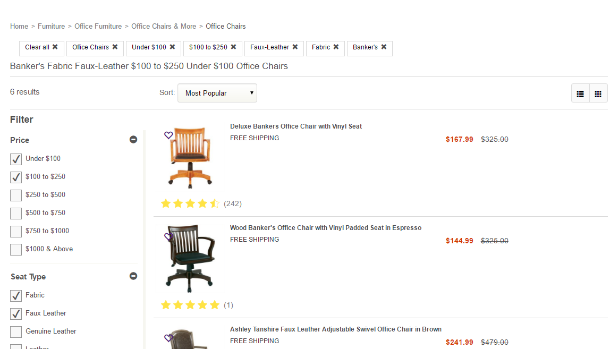 Home > Furniture > Office Furniture > Office Chairs & More > Office Chairs
Clear all ✖ Office Chairs ✖ Under $100 ✖ $100 to $250 ✖ Faux-Leather ✖ Fabric ✖ Banker's ✖
Banker's Fabric Faux-Leather $100 to $250 Under $100 Office Chairs
6 results
Sort: Most Popular
Filter
Price
Under $100
$100 to $250
$250 to $500
$500 to $750
$750 to $1000
$1000 & Above
Seat Type
Fabric
Faux Leather
Genuine Leather
Leather
Deluxe Bankers Office Chair with Vinyl Seat
FREE SHIPPING
$167.99 $325.00
(242)
Wood Banker's Office Chair with Vinyl Padded Seat in Espresso
FREE SHIPPING
$144.99 $326.00
(1)
Ashley Tanshire Faux Leather Adjustable Swivel Office Chair in Brown
FREE SHIPPING
$241.99 $479.00